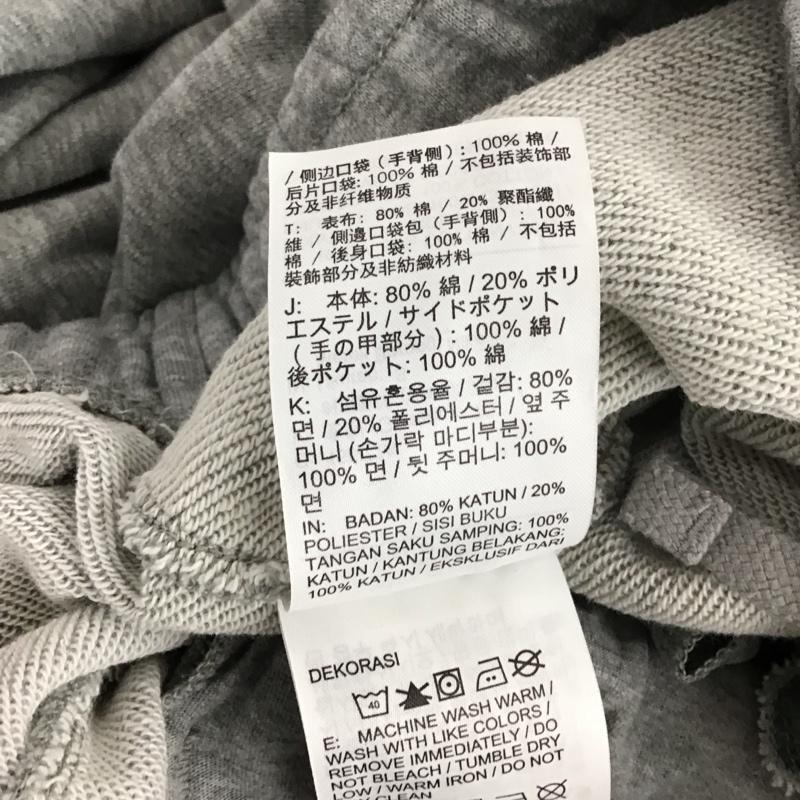 / 侧边口袋（手背侧）: 100% 棉 /
后片口袋: 100% 棉 / 不包括装饰部
分及非纤维物质
T: 表布: 80% 棉 / 20% 聚酯纖
維 / 側邊口袋包（手背側）: 100%
棉 / 後身口袋: 100% 棉 / 不包括
裝飾部分及非紡織材料
J: 本体: 80% 綿 / 20% ポリ
エステル / サイドポケット
( 手の甲部分 ) : 100% 綿 /
後ポケット: 100% 綿
K: 섬유혼용율 / 겉감: 80%
면 / 20% 폴리에스터 / 옆 주
머니 (손가락 마디부분):
100% 면 / 뒷 주머니: 100%
면
IN: BADAN: 80% KATUN / 20%
POLIESTER / SISI BUKU
TANGAN SAKU SAMPING: 100%
KATUN / KANTUNG BELAKANG:
100% KATUN / EKSKLUSIF DARI
DEKORASI
40
E: MACHINE WASH WARM /
WASH WITH LIKE COLORS /
REMOVE IMMEDIATELY / DO
NOT BLEACH / TUMBLE DRY
LOW / WARM IRON / DO NOT
CLEAN